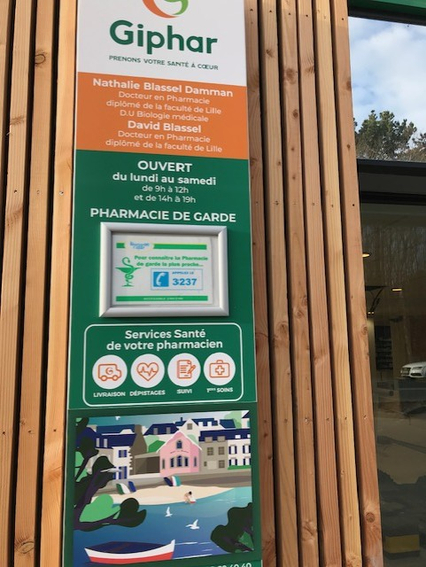 Giphar
PRENONS VOTRE SANTÉ À CŒUR
Nathalie Blassel Damman
Docteur en Pharmacie
diplômé de la faculté de Lille
D.U Biologie médicale
David Blassel
Docteur en Pharmacie
diplômé de la faculté de Lille
OUVERT
du lundi au samedi
de 9h à 12h
et de 14h à 19h
PHARMACIE DE GARDE
Pour connaître la Pharmacie
de garde la plus proche...
APPELEZ LE
3237
Services Santé
de votre pharmacien
LIVRAISON DÉPISTAGES SUIVI 1ers SOINS